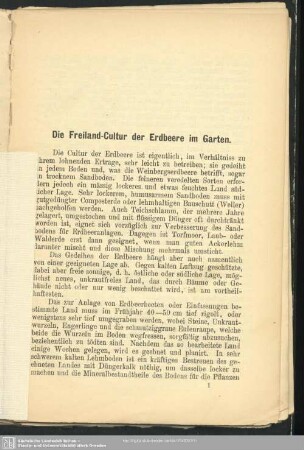 Die Freiland-Cultur der Erdbeere im Garten.
Die Cultur der Erdbeere ist eigentlich, im Verhältniss zu
ihrem lohnenden Ertrage, sehr leicht zu betreiben; sie gedeiht
in jedem Boden und, was die Weinbergserdbeere betrifft, sogar
in trocknem Sandboden. Die feineren veredelten Sorten erfor-
dern jedoch ein mässig lockeres und etwas feuchtes Land süd-
licher Lage. Sehr lockerem, humusarmem Sandboden muss mit
gutgedüngter Composterde oder lehmhaltigem Bauschutt (Weller)
nachgeholfen werden. Auch Teichschlamm, der mehrere Jahre
gelagert, umgestochen und mit flüssigem Dünger oft durchtränkt
worden ist, eignet sich vorzüglich zur Verbesserung des Sand-
bodens für Erdbeeranlagen. Dagegen ist Torfmoor, Laub- oder
Walderde erst dann geeignet, wenn man guten Ackerlehm
darunter mischt und diese Mischung mehrmals umsticht.
Das Gedeihen der Erdbeere hängt aber auch namentlich
von einer geeigneten Lage ab. Gegen kalten Luftzug geschützte,
dabei aber freie sonnige, d. h. östliche oder südliche Lage, mög-
lichst neues, unkrautfreies Land, das durch Bäume oder Ge-
bäude nicht oder nur wenig beschattet wird, ist am vortheil-
haftesten.
Das zur Anlage von Erdbeerbeeten oder Einfassungen be-
stimmte Land muss im Frühjahr 40—50 cm tief rigolt, oder
wenigstens sehr tief umgegraben werden, wobei Steine, Unkraut-
wurzeln, Engerlinge und die schmutziggraue Rabenraupe, welche
beide die Wurzeln im Boden wegfressen, sorgfältig abzusuchen,
beziehentlich zu tödten sind. Nachdem das so bearbeitete Land
einige Wochen gelegen, wird es geebnet und planirt. In sehr
schwerem kalten Lehmboden ist ein kräftiges Bestreuen des ge-
ebneten Landes mit Düngerkalk nöthig, um dasselbe locker zu
machen und die Mineralbestandtheile des Bodens für die Pflanzen
1